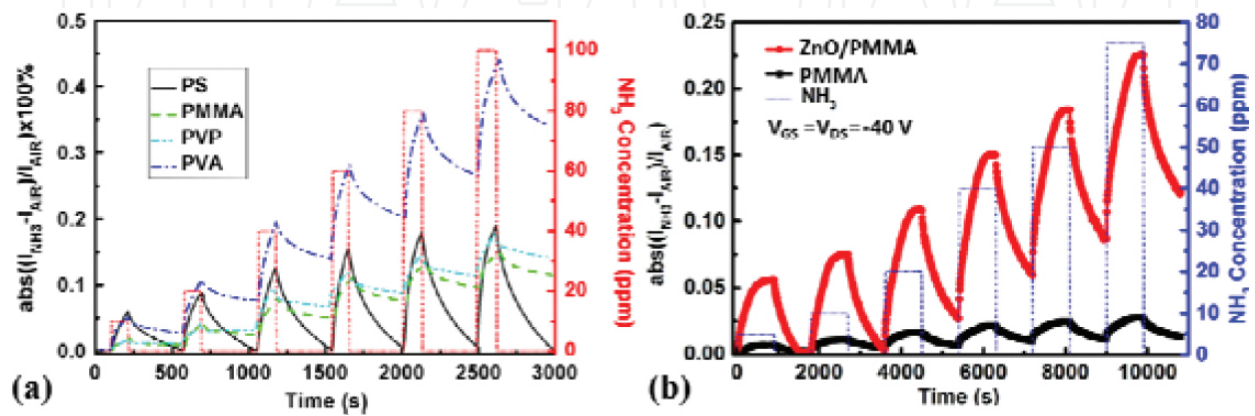 abs((I_NH3-I_AIR)/I_AIR)x100%
0.5
0.4
0.3
0.2
0.1
0.0
PS
PMMA
PVP
PVA
0 500 1000 1500 2000 2500 3000
Time (s)
100
80
60
40
20
0
NH3 Concentration (ppm)
(a)
abs((I_NH3-I_AIR)/I_AIR)
0.25
0.20
0.15
0.10
0.05
0.00
ZnO/PMMA
PMMA
NH3
V_GS =V_DS=-40 V
0 2000 4000 6000 8000 10000
Time (s)
80
70
60
50
40
30
20
10
0
NH3 Concentration (ppm)
(b)